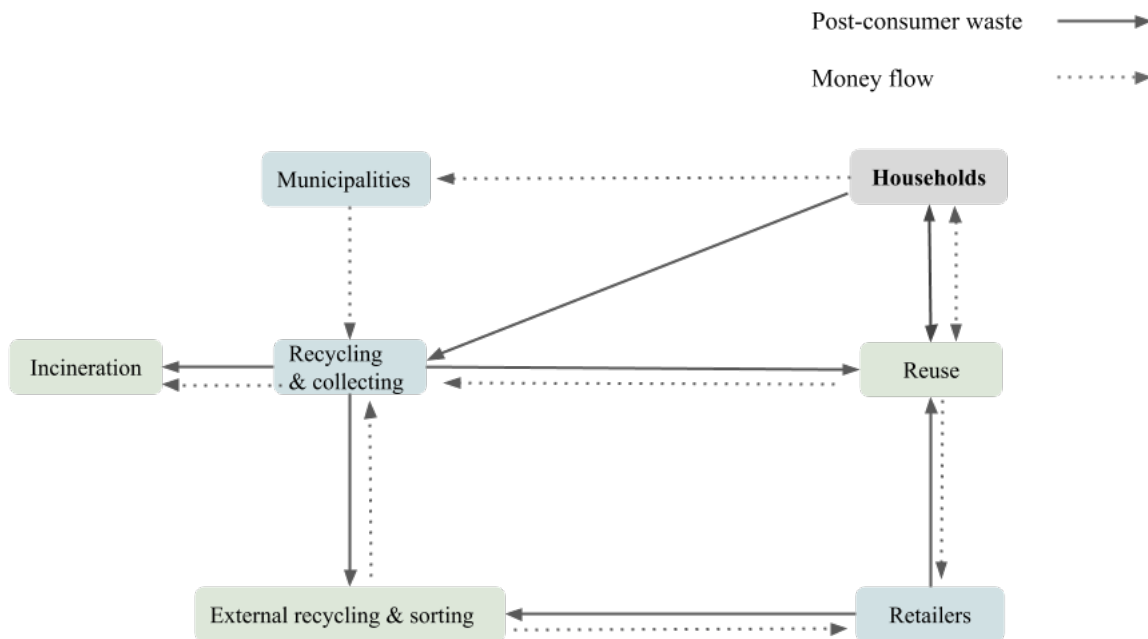 Post-consumer waste
Money flow
Municipalities
Households
Incineration
Recycling
& collecting
Reuse
External recycling & sorting
Retailers